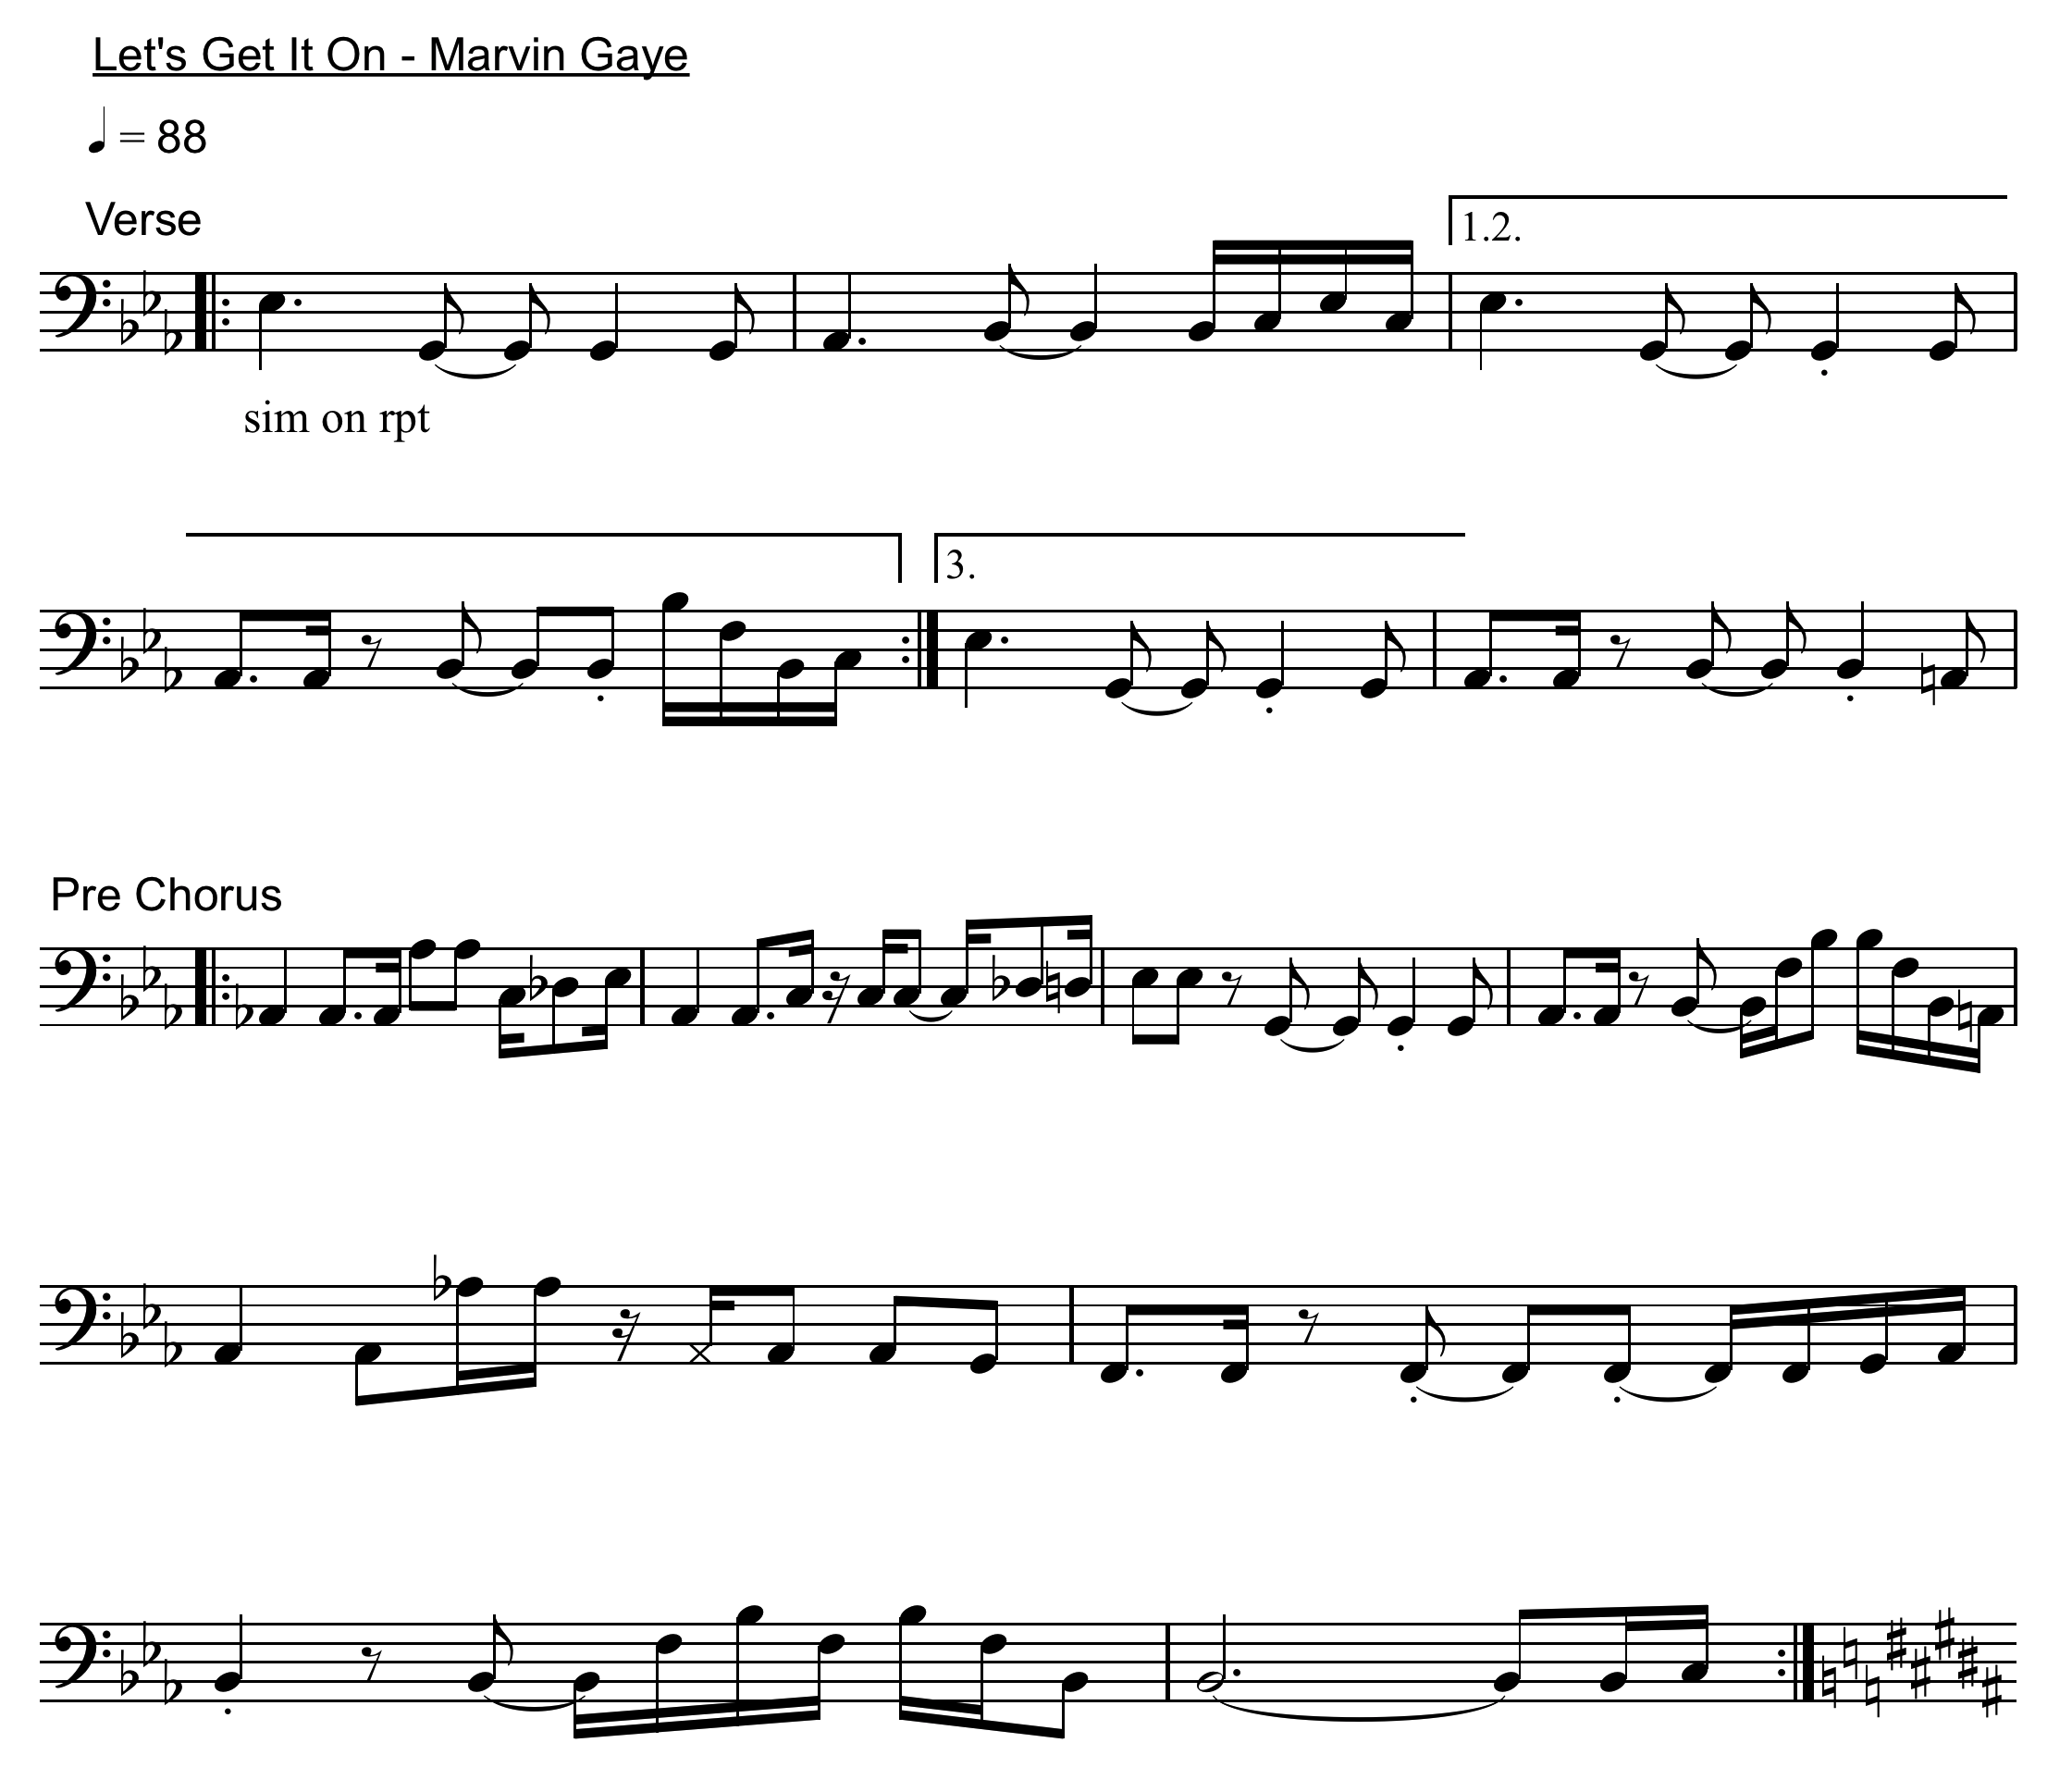 Let's Get It On - Marvin Gaye
♩ = 88
Verse
1.2.
sim on rpt
3.
Pre Chorus